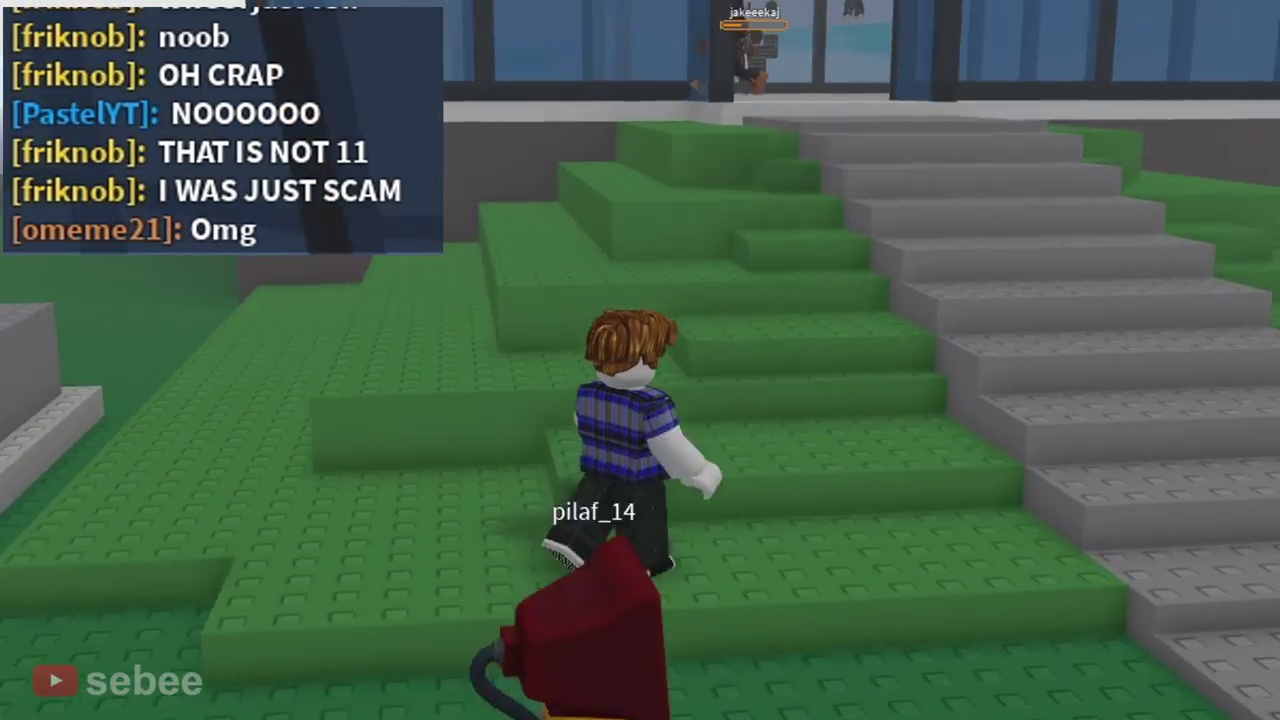 jakeeekaj
[friknob]: noob
[friknob]: OH CRAP
[PastelYT]: NOOOOOO
[friknob]: THAT IS NOT 11
[friknob]: I WAS JUST SCAM
[omeme21]: Omg
pilaf_14
sebee